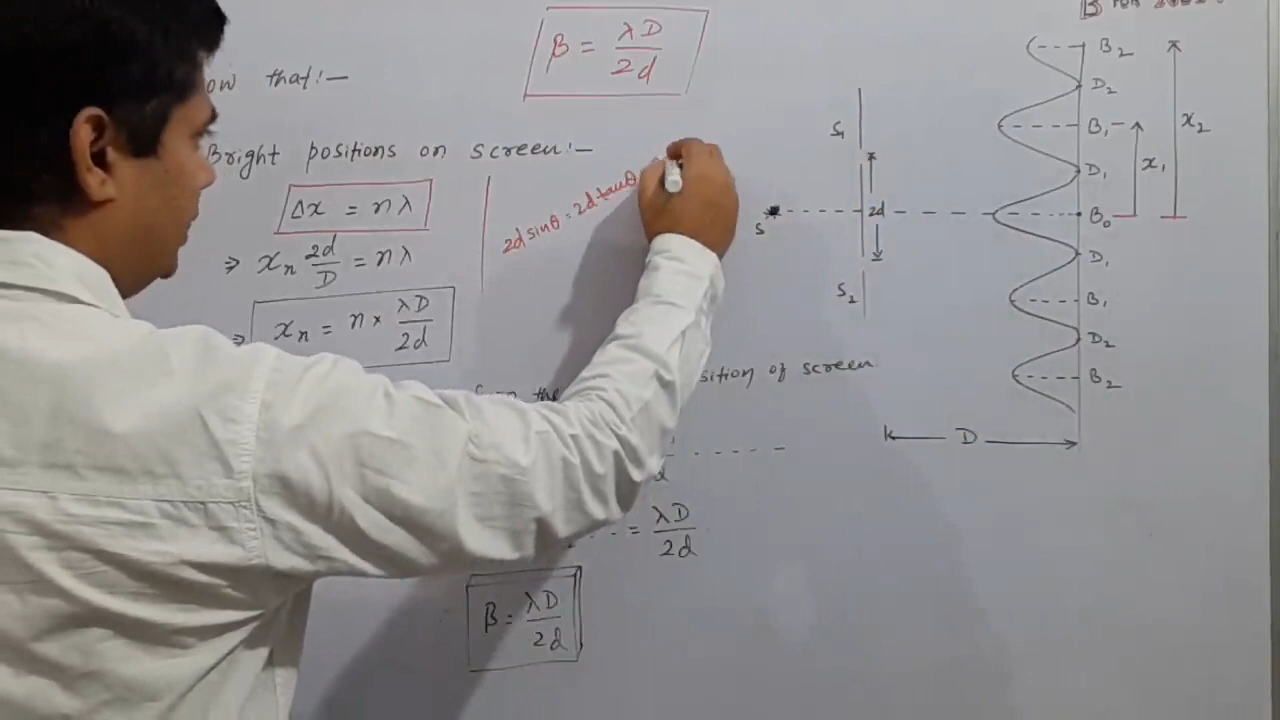 β = λD/2d
ow that:—
Bright positions on screen:—
Δx = nλ
2d sinθ = 2d tanθ
⇒ xₙ 2d/D = nλ
⇒ xₙ = n × λD/2d
the sition of screen
= λD/2d
β = λD/2d
S₁
2d
S
S₂
D
B₂
D₂
B₁
D₁
B₀
D₁
B₁
D₂
B₂
x₁
x₂